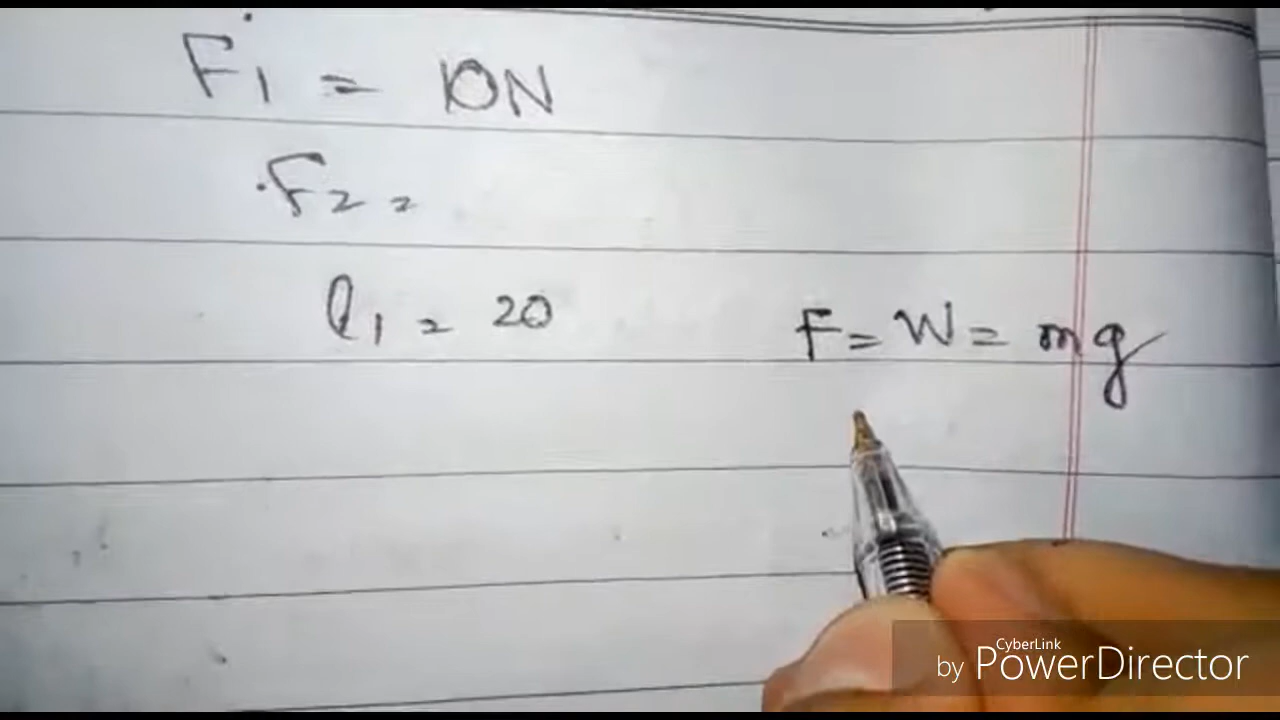 F1 = 10N
F2 =
l1 = 20
F = W = mg
CyberLink
by PowerDirector